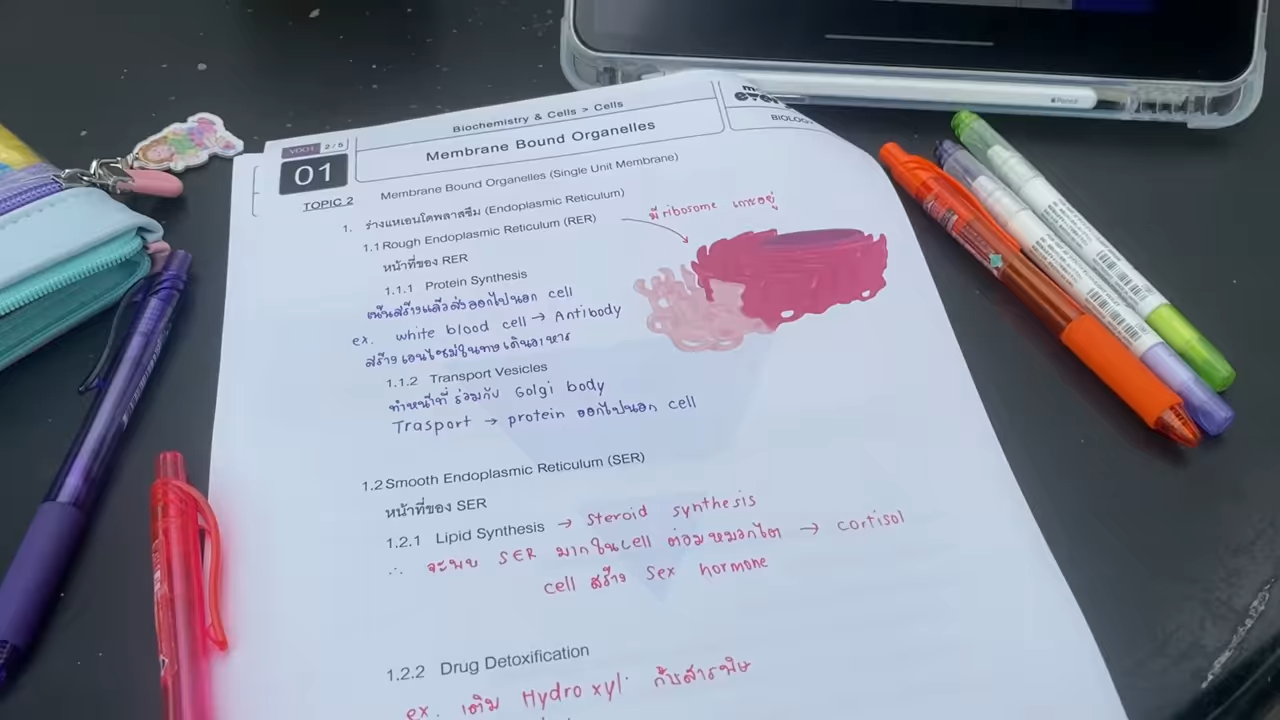 Biochemistry & Cells > Cells
Membrane Bound Organelles
BIOLOGY
V001 2 / 5
01
TOPIC 2
Membrane Bound Organelles (Single Unit Membrane)
1. ร่างแหเอนโดพลาสซึม (Endoplasmic Reticulum)
1.1 Rough Endoplasmic Reticulum (RER)
มี ribosome เกาะอยู่
หน้าที่ของ RER
1.1.1 Protein Synthesis
เน้นสร้างแล้วส่งออกไปนอก cell
ex. white blood cell → Antibody
สร้างเอนไซม์ในทางเดินอาหาร
1.1.2 Transport Vesicles
ทำหน้าที่ ร่วมกับ Golgi body
Trasport → protein ออกไปนอก cell
1.2 Smooth Endoplasmic Reticulum (SER)
หน้าที่ของ SER
1.2.1 Lipid Synthesis → Steroid synthesis
∴ จะพบ SER มากใน cell ต่อมหมวกไต → cortisol
cell สร้าง Sex hormone
1.2.2 Drug Detoxification
ex. เติม Hydroxyl กับสารพิษ
Pencil